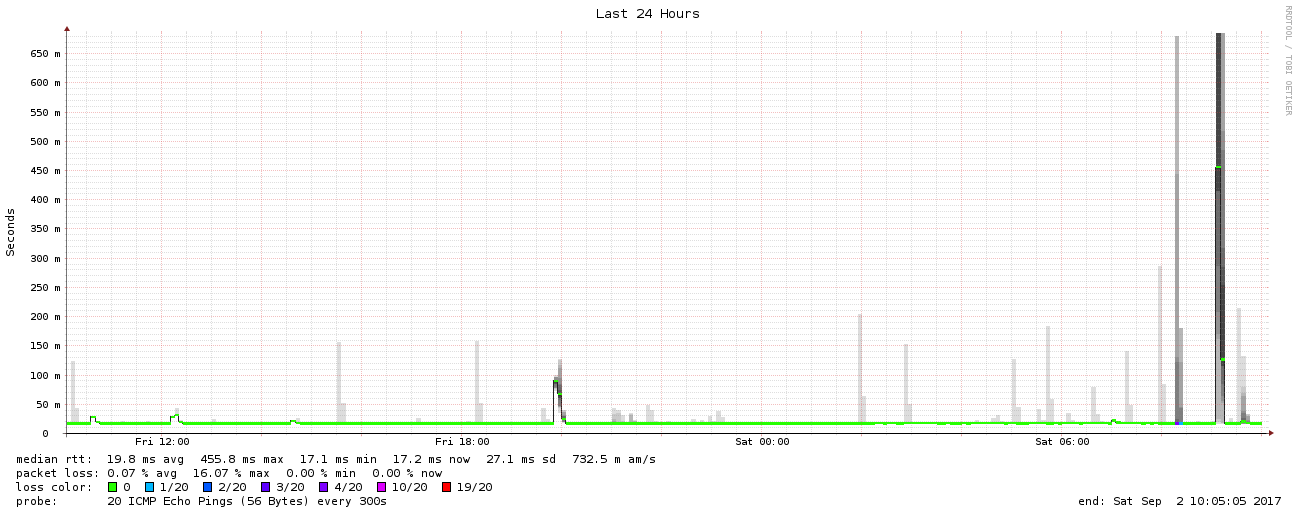 Last 24 Hours
RRDTOOL / TOBI OETIKER
Seconds
650 m
600 m
550 m
500 m
450 m
400 m
350 m
300 m
250 m
200 m
150 m
100 m
50 m
0
Fri 12:00 Fri 18:00 Sat 00:00 Sat 06:00
median rtt: 19.8 ms avg 455.8 ms max 17.1 ms min 17.2 ms now 27.1 ms sd 732.5 m am/s
packet loss: 0.07 % avg 16.07 % max 0.00 % min 0.00 % now
loss color: 0 1/20 2/20 3/20 4/20 10/20 19/20
probe: 20 ICMP Echo Pings (56 Bytes) every 300s end: Sat Sep 2 10:05:05 2017